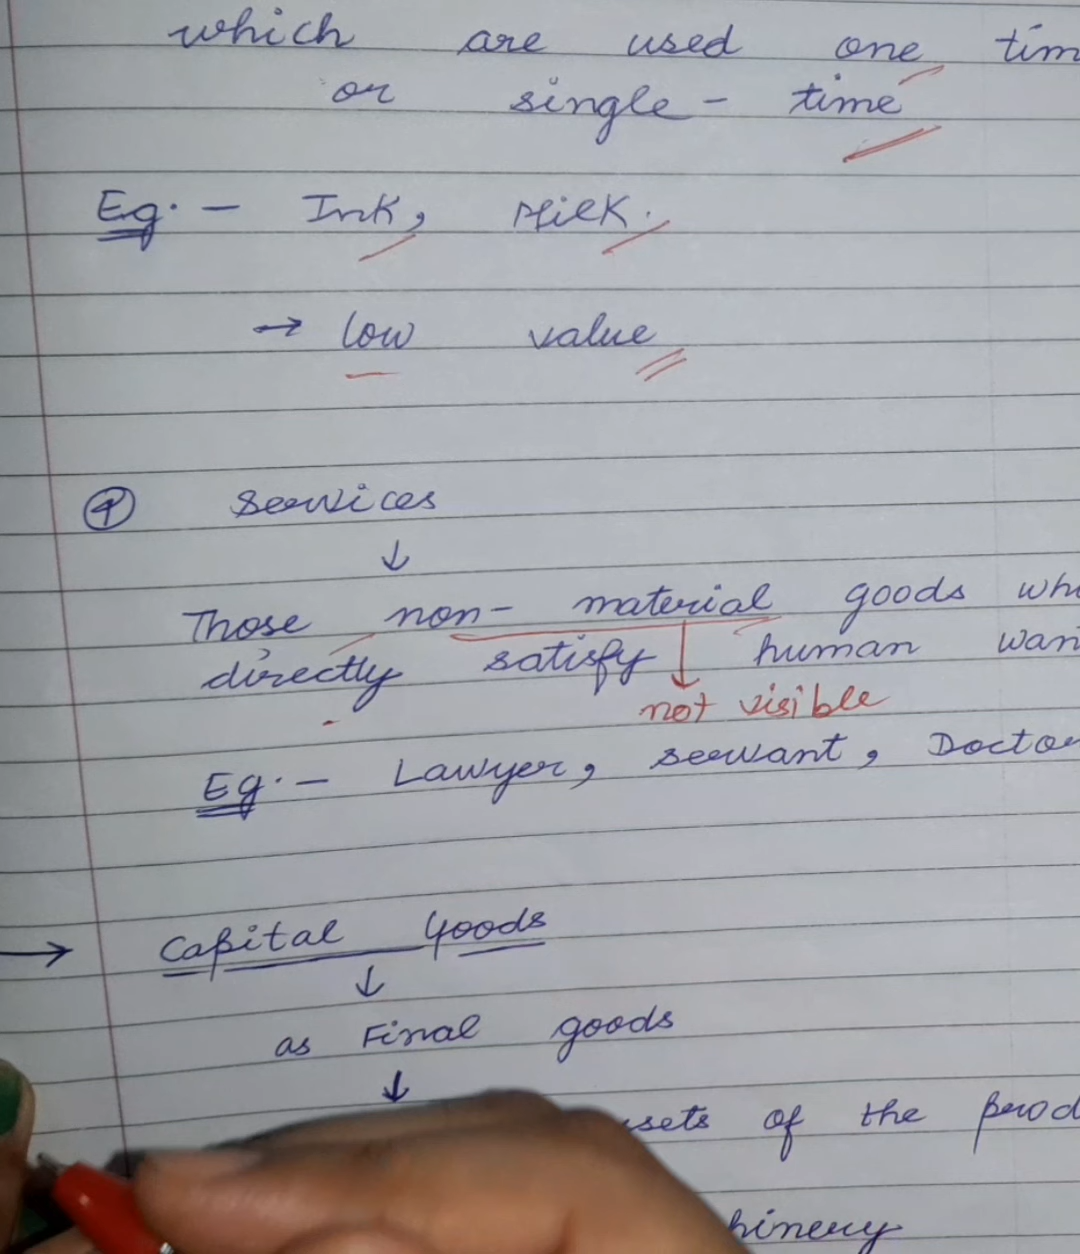 which are used one tim
or single - time
Eg. - Ink, Milk.
→ low value
④ Services
↓
Those non- material goods wh
directly satisfy human wan
not visible
Eg. - Lawyer, servant, Docto
→ Capital Goods
↓
as Final goods
↓
sets of the prod
hinery